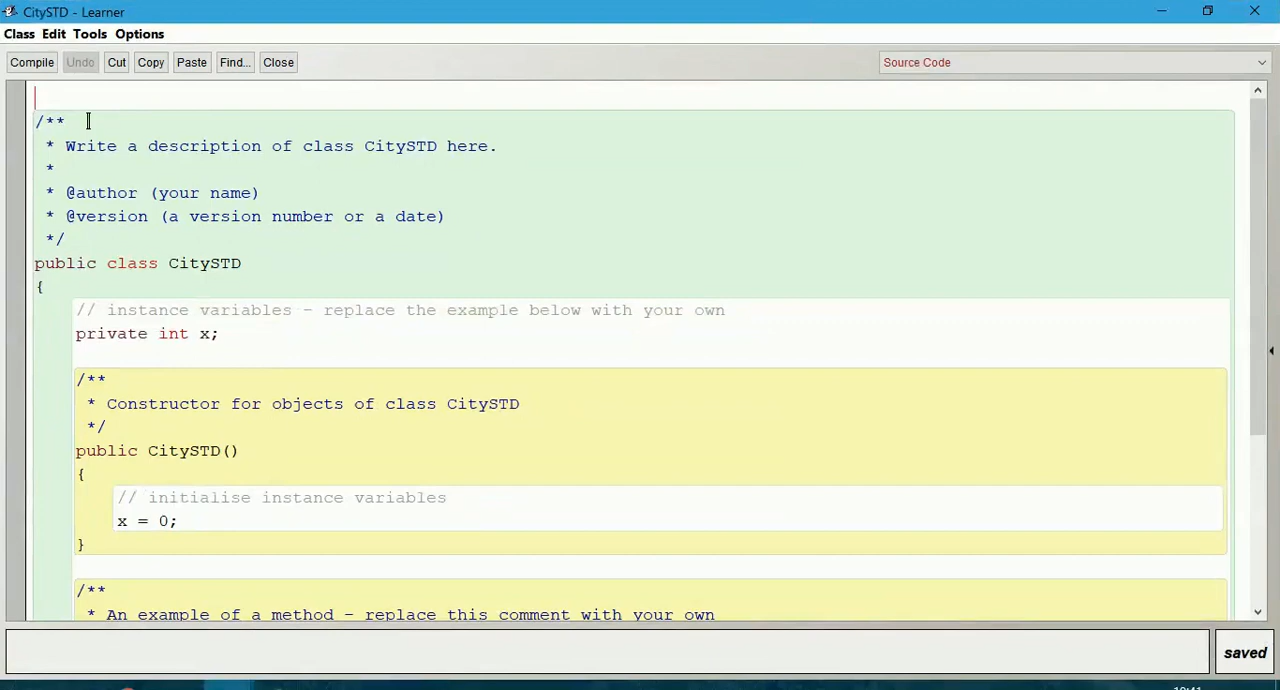 CitySTD - Learner
Class Edit Tools Options
Compile Undo Cut Copy Paste Find... Close Source Code
/**
* Write a description of class CitySTD here.
*
* @author (your name)
* @version (a version number or a date)
*/
public class CitySTD
{
// instance variables - replace the example below with your own
private int x;
/**
* Constructor for objects of class CitySTD
*/
public CitySTD()
{
// initialise instance variables
x = 0;
}
/**
* An example of a method - replace this comment with your own
saved